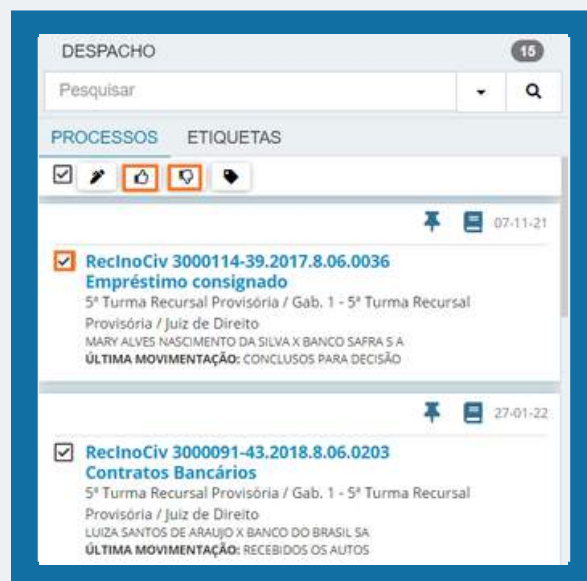 DESPACHO 15
Pesquisar
PROCESSOS ETIQUETAS
07-11-21
RecInoCiv 3000114-39.2017.8.06.0036
Empréstimo consignado
5ª Turma Recursal Provisória / Gab. 1 - 5ª Turma Recursal
Provisória / Juiz de Direito
MARY ALVES NASCIMENTO DA SILVA X BANCO SAFRA S A
ÚLTIMA MOVIMENTAÇÃO: CONCLUSOS PARA DECISÃO
27-01-22
RecInoCiv 3000091-43.2018.8.06.0203
Contratos Bancários
5ª Turma Recursal Provisória / Gab. 1 - 5ª Turma Recursal
Provisória / Juiz de Direito
LUIZA SANTOS DE ARAUJO X BANCO DO BRASIL SA
ÚLTIMA MOVIMENTAÇÃO: RECEBIDOS OS AUTOS